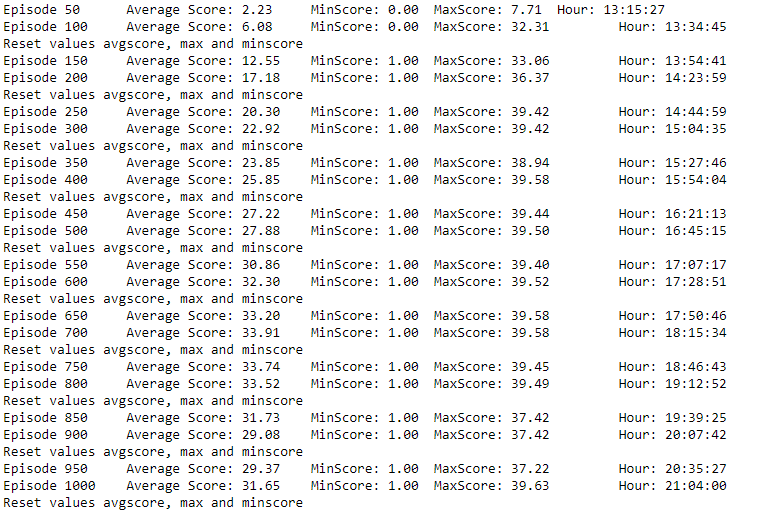 Episode 50 Average Score: 2.23 MinScore: 0.00 MaxScore: 7.71 Hour: 13:15:27
Episode 100 Average Score: 6.08 MinScore: 0.00 MaxScore: 32.31 Hour: 13:34:45
Reset values avgscore, max and minscore
Episode 150 Average Score: 12.55 MinScore: 1.00 MaxScore: 33.06 Hour: 13:54:41
Episode 200 Average Score: 17.18 MinScore: 1.00 MaxScore: 36.37 Hour: 14:23:59
Reset values avgscore, max and minscore
Episode 250 Average Score: 20.30 MinScore: 1.00 MaxScore: 39.42 Hour: 14:44:59
Episode 300 Average Score: 22.92 MinScore: 1.00 MaxScore: 39.42 Hour: 15:04:35
Reset values avgscore, max and minscore
Episode 350 Average Score: 23.85 MinScore: 1.00 MaxScore: 38.94 Hour: 15:27:46
Episode 400 Average Score: 25.85 MinScore: 1.00 MaxScore: 39.58 Hour: 15:54:04
Reset values avgscore, max and minscore
Episode 450 Average Score: 27.22 MinScore: 1.00 MaxScore: 39.44 Hour: 16:21:13
Episode 500 Average Score: 27.88 MinScore: 1.00 MaxScore: 39.50 Hour: 16:45:15
Reset values avgscore, max and minscore
Episode 550 Average Score: 30.86 MinScore: 1.00 MaxScore: 39.40 Hour: 17:07:17
Episode 600 Average Score: 32.30 MinScore: 1.00 MaxScore: 39.52 Hour: 17:28:51
Reset values avgscore, max and minscore
Episode 650 Average Score: 33.20 MinScore: 1.00 MaxScore: 39.58 Hour: 17:50:46
Episode 700 Average Score: 33.91 MinScore: 1.00 MaxScore: 39.58 Hour: 18:15:34
Reset values avgscore, max and minscore
Episode 750 Average Score: 33.74 MinScore: 1.00 MaxScore: 39.45 Hour: 18:46:43
Episode 800 Average Score: 33.52 MinScore: 1.00 MaxScore: 39.49 Hour: 19:12:52
Reset values avgscore, max and minscore
Episode 850 Average Score: 31.73 MinScore: 1.00 MaxScore: 37.42 Hour: 19:39:25
Episode 900 Average Score: 29.08 MinScore: 1.00 MaxScore: 37.42 Hour: 20:07:42
Reset values avgscore, max and minscore
Episode 950 Average Score: 29.37 MinScore: 1.00 MaxScore: 37.22 Hour: 20:35:27
Episode 1000 Average Score: 31.65 MinScore: 1.00 MaxScore: 39.63 Hour: 21:04:00
Reset values avgscore, max and minscore